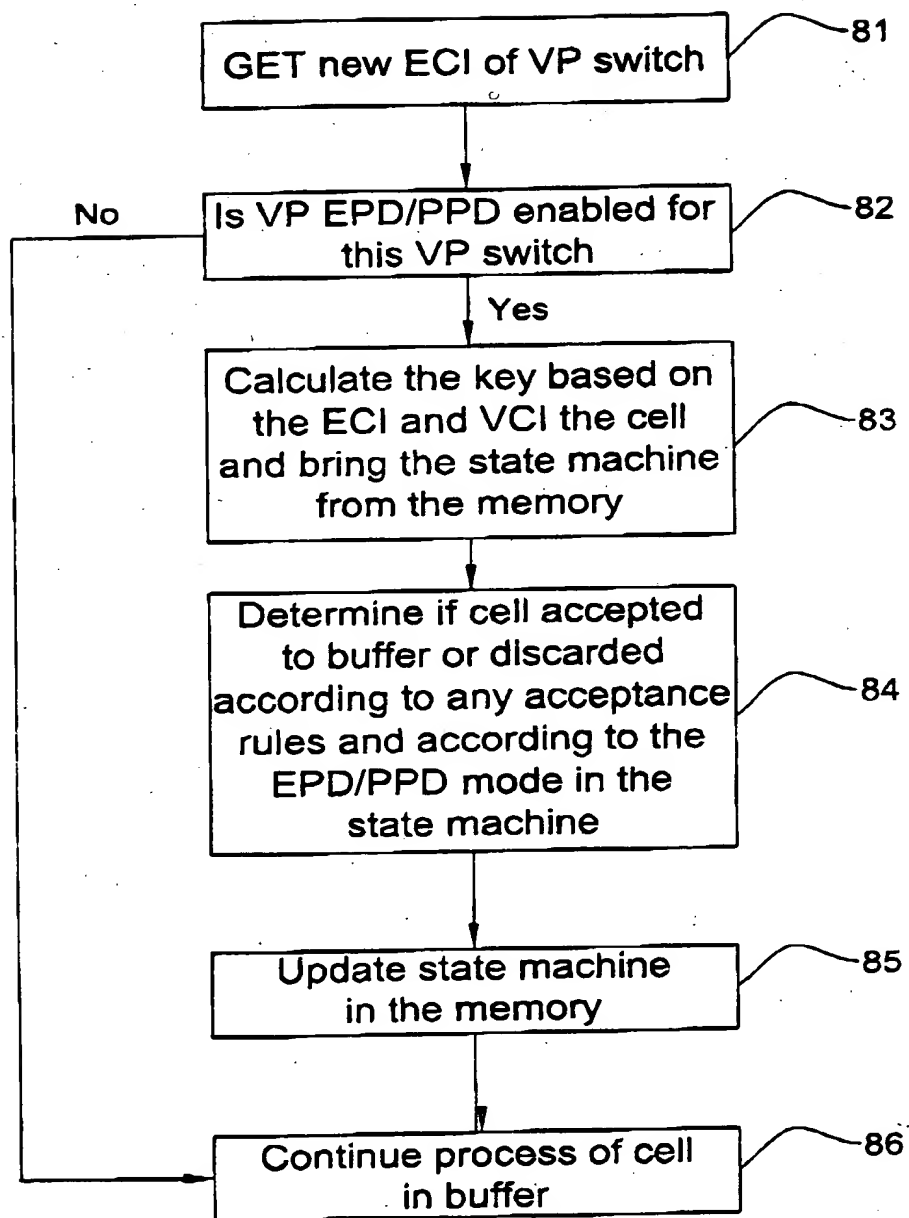 GET new ECI of VP switch
81
No
Is VP EPD/PPD enabled for
this VP switch
82
Yes
Calculate the key based on
the ECI and VCI the cell
and bring the state machine
from the memory
83
Determine if cell accepted
to buffer or discarded
according to any acceptance
rules and according to the
EPD/PPD mode in the
state machine
84
Update state machine
in the memory
85
Continue process of cell
in buffer
86